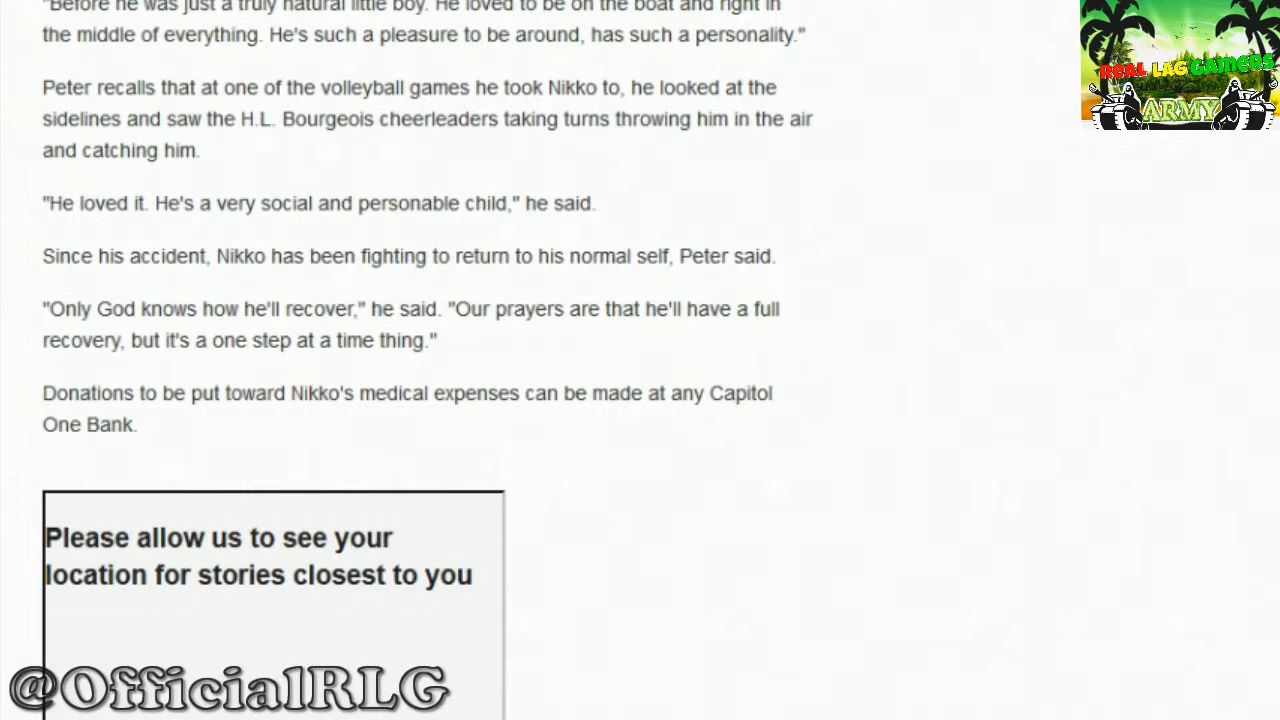 "Before he was just a truly natural little boy. He loved to be on the boat and right in
the middle of everything. He's such a pleasure to be around, has such a personality."
Peter recalls that at one of the volleyball games he took Nikko to, he looked at the
sidelines and saw the H.L. Bourgeois cheerleaders taking turns throwing him in the air
and catching him.
"He loved it. He's a very social and personable child," he said.
Since his accident, Nikko has been fighting to return to his normal self, Peter said.
"Only God knows how he'll recover," he said. "Our prayers are that he'll have a full
recovery, but it's a one step at a time thing."
Donations to be put toward Nikko's medical expenses can be made at any Capitol
One Bank.
Please allow us to see your
location for stories closest to you
@OfficialRLG
REAL LAG GAMERS
ARMY